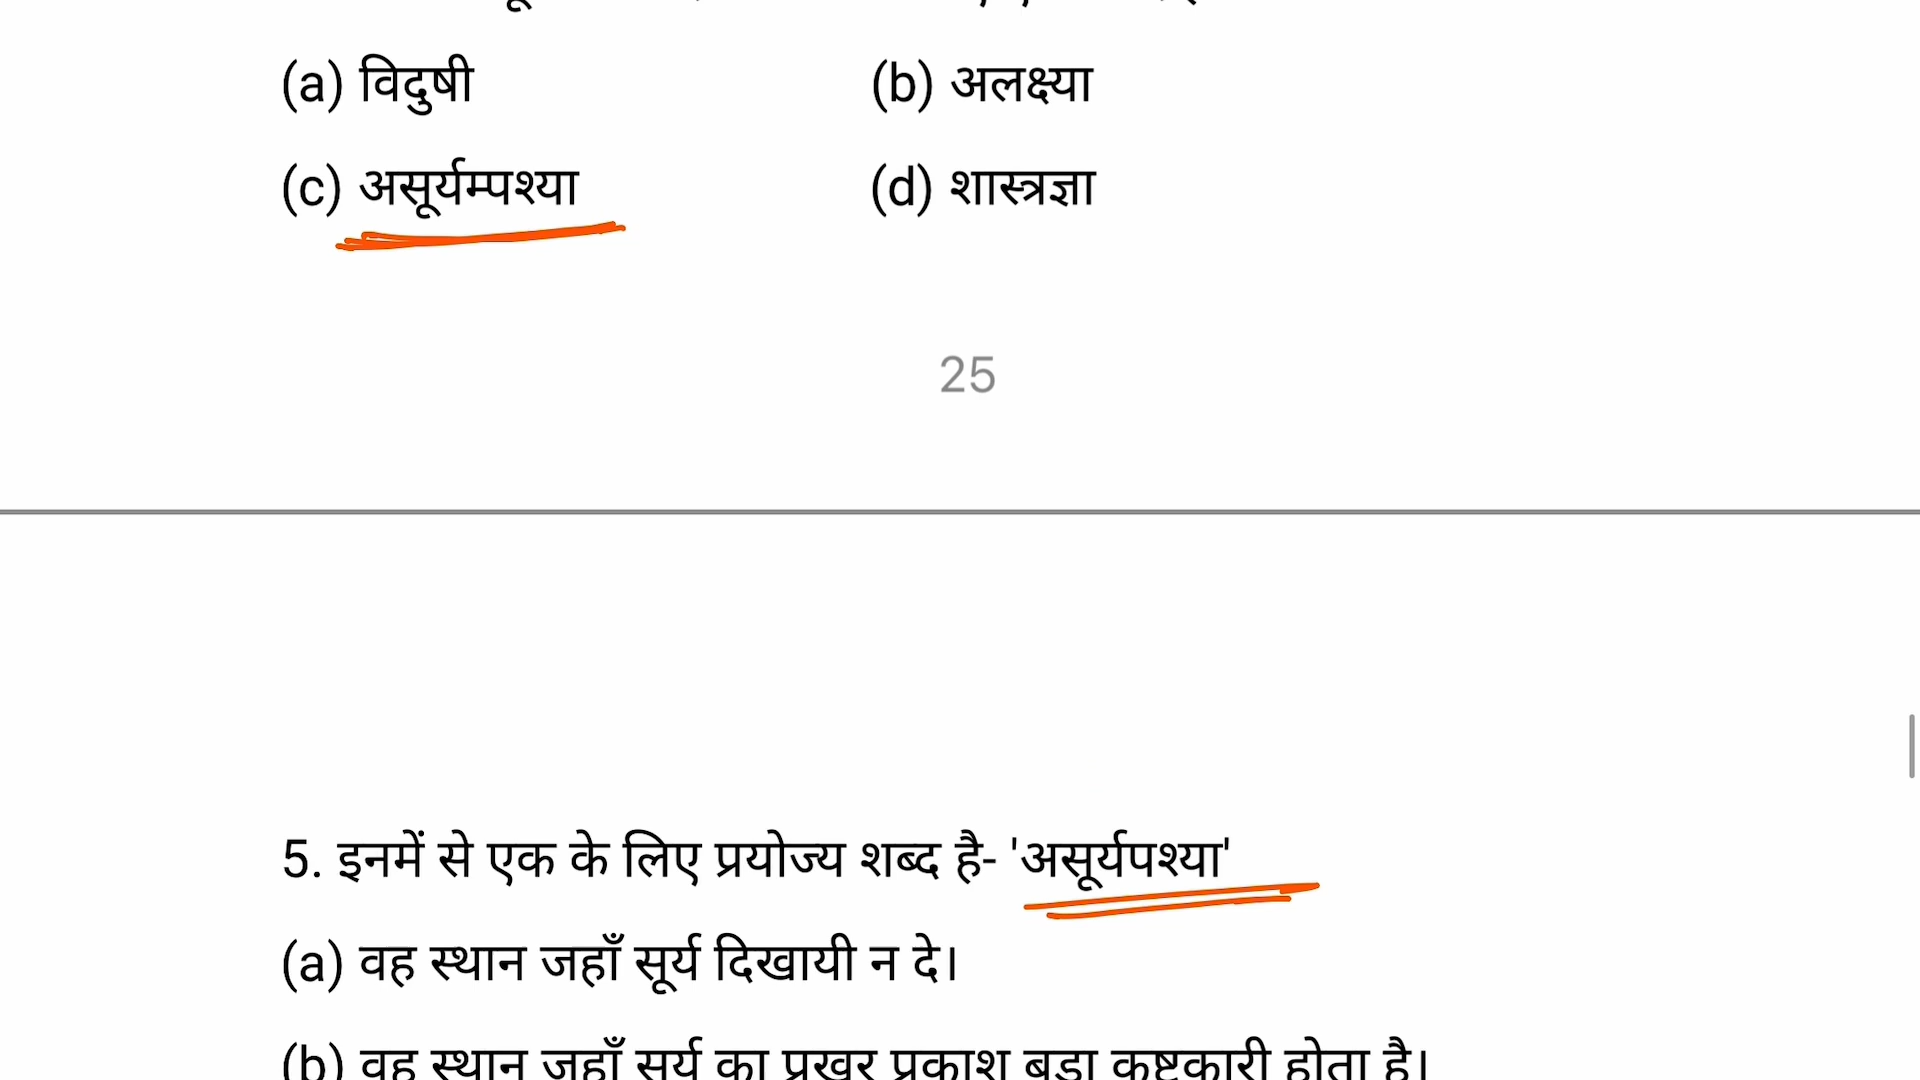 (a) विदुषी (b) अलक्ष्या
(c) असूर्यम्पश्या (d) शास्त्रज्ञा
25
5. इनमें से एक के लिए प्रयोज्य शब्द है- 'असूर्यपश्या'
(a) वह स्थान जहाँ सूर्य दिखायी न दे।
(b) वह स्थान जहाँ सूर्य का प्रखर प्रकाश बड़ा कष्टकारी होता है।